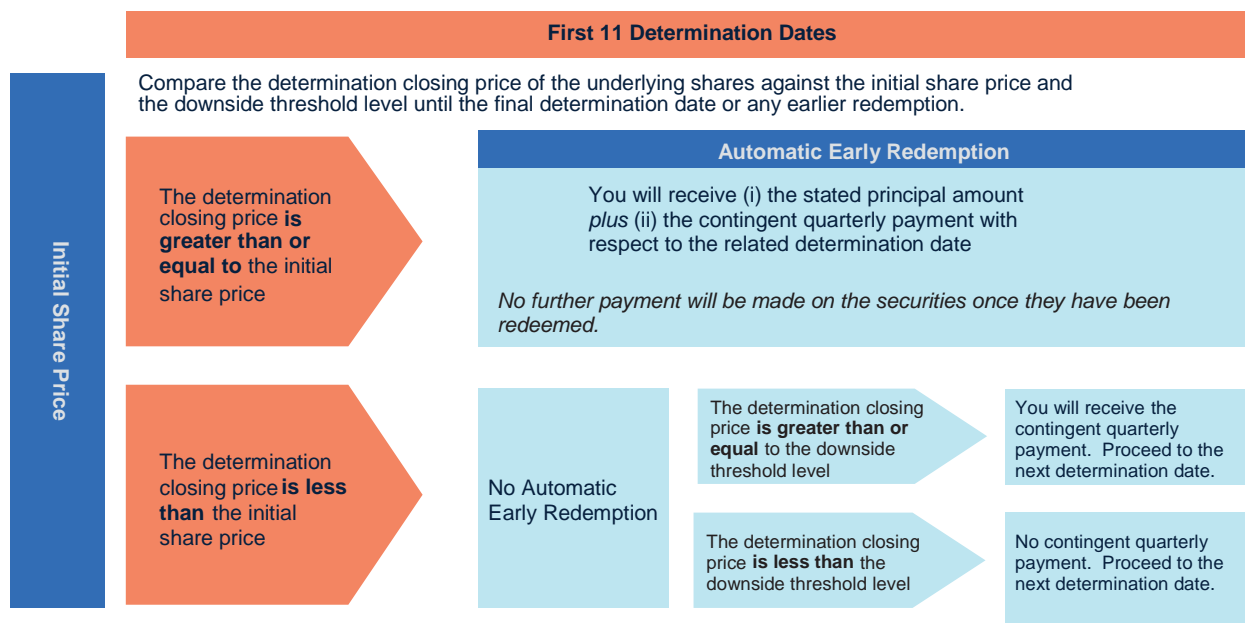 First 11 Determination Dates
Compare the determination closing price of the underlying shares against the initial share price and
the downside threshold level until the final determination date or any earlier redemption.
Initial Share Price
The determination
closing price is
greater than or
equal to the initial
share price
Automatic Early Redemption
You will receive (i) the stated principal amount
plus (ii) the contingent quarterly payment with
respect to the related determination date
No further payment will be made on the securities once they have been
redeemed.
The determination
closing price is less
than the initial
share price
No Automatic
Early Redemption
The determination closing
price is greater than or
equal to the downside
threshold level
You will receive the
contingent quarterly
payment. Proceed to the
next determination date.
The determination closing
price is less than the
downside threshold level
No contingent quarterly
payment. Proceed to the
next determination date.